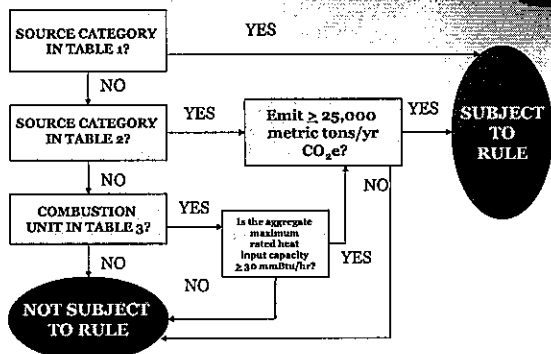 SOURCE CATEGORY
IN TABLE 1?
YES
NO
SOURCE CATEGORY
IN TABLE 2?
YES
Emit ≥ 25,000
metric tons/yr
CO₂e?
YES
SUBJECT
TO
RULE
NO
NO
COMBUSTION
UNIT IN TABLE 3?
YES
Is the aggregate
maximum
rated heat
input capacity
≥ 30 mmBtu/hr?
YES
NO
NO
NOT SUBJECT
TO RULE